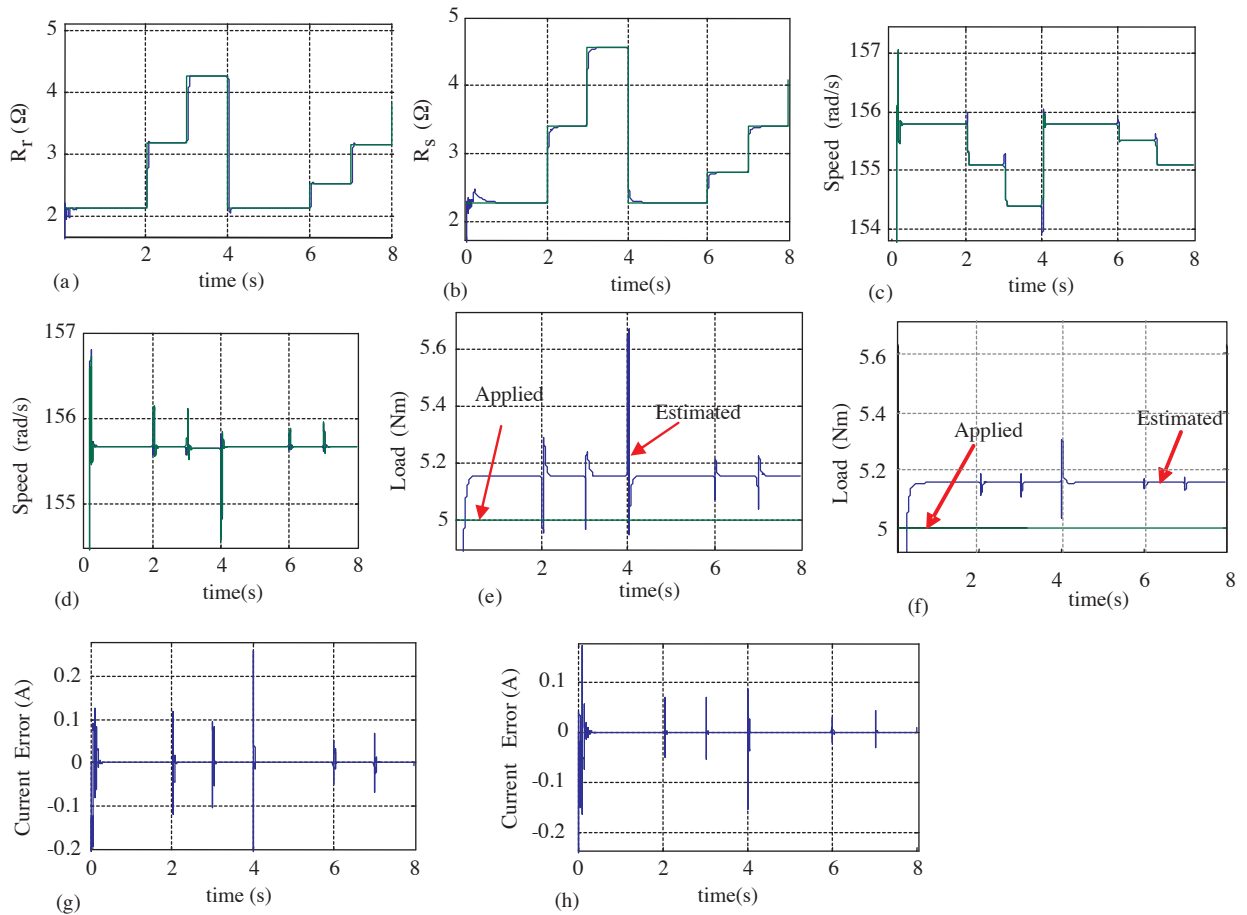 5
4
3
2
R_r (Ω)
2
4
6
8
time (s)
(a)
5
4
3
2
R_s (Ω)
0
2
4
6
8
time(s)
(b)
157
156
155
154
Speed (rad/s)
0
2
4
6
8
time (s)
(c)
157
156
155
Speed (rad/s)
0
2
4
6
8
time(s)
(d)
5.6
5.4
5.2
5
Load (Nm)
Applied
Estimated
2
4
6
8
time(s)
(e)
5.6
5.4
5.2
5
Load (Nm)
Applied
Estimated
2
4
6
8
time(s)
(f)
0.2
0.1
0
-0.1
-0.2
Current Error (A)
0
2
4
6
8
time (s)
(g)
0.1
0
-0.1
-0.2
Current Error (A)
0
2
4
6
8
time(s)
(h)